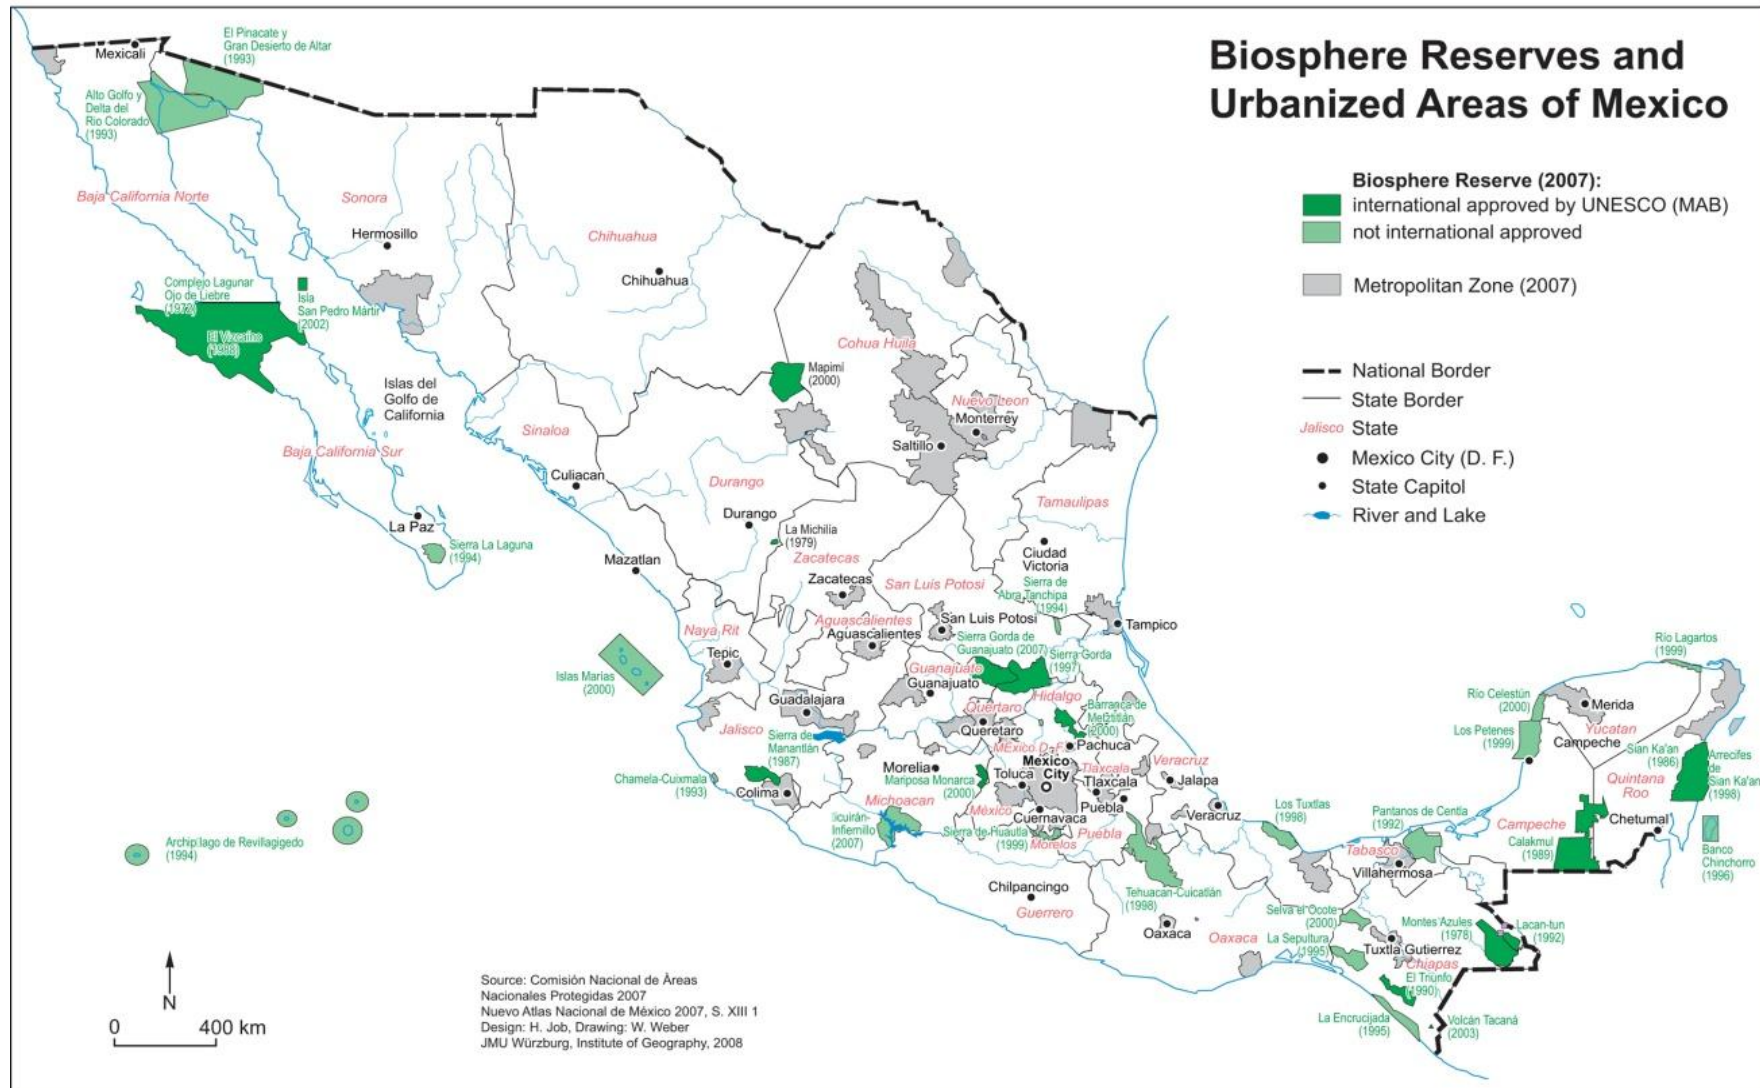 Biosphere Reserves and
Urbanized Areas of Mexico
Biosphere Reserve (2007):
international approved by UNESCO (MAB)
not international approved
Metropolitan Zone (2007)
National Border
State Border
Jalisco State
Mexico City (D. F.)
State Capitol
River and Lake
El Pinacate y
Gran Desierto de Altar
(1993)
Mexicali
Alto Golfo y
Delta del
Rio Colorado
(1993)
Baja California Norte
Sonora
Hermosillo
Chihuahua
Chihuahua
Complejo Lagunar
Ojo de Liebre
(1972)
Isla
San Pedro Mártir
(2002)
El Vizcaino
(1988)
Islas del
Golfo de
California
Baja California Sur
La Paz
Sierra La Laguna
(1994)
Sinaloa
Culiacan
Mazatlan
Mapimí
(2000)
Cohua Huila
Nuevo Leon
Monterrey
Saltillo
Durango
Durango
La Michilia
(1979)
Zacatecas
Zacatecas
Tamaulipas
Ciudad
Victoria
San Luis Potosi
San Luis Potosi
Sierra de
Abra Tanchipa
(1994)
Tampico
Naya Rit
Tepic
Aguascalientes
Aguascalientes
Islas Marias
(2000)
Sierra Gorda de
Guanajuato (2007)
Sierra Gorda
(1997)
Guanajuato
Guanajuato
Hidalgo
Guadalajara
Jalisco
Quertaro
Queretaro
Barranca de
Metztitlán
(2000)
Pachuca
Sierra de
Manantlán
(1987)
Chamela-Cuixmala
(1993)
Colima
Morelia
Mariposa Monarca
(2000)
MExico D. F.
Mexico
City
Toluca
Tlaxcala
Tlaxcala
Veracruz
Jalapa
Michoacan
México
Cuernavaca
Puebla
Puebla
Veracruz
Infiernillo
(2007)
Sierra de Huautla
(1999)
Morelos
Archipilago de Revillagigedo
(1994)
Chilpancingo
Guerrero
Tehuacan-Cuicatlán
(1998)
Oaxaca
Oaxaca
Los Tuxtlas
(1998)
Pantanos de Centla
(1992)
Tabasco
Villahermosa
Selva el Ocote
(2000)
La Sepultura
(1995)
Tuxtla Gutierrez
Chiapas
Montes Azules
(1978)
Lacan-tun
(1992)
El Triunfo
(1990)
La Encrucijada
(1995)
Volcán Tacaná
(2003)
Río Lagartos
(1999)
Río Celestún
(2000)
Los Petenes
(1999)
Merida
Yucatan
Campeche
Sian Ka'an
(1986)
Arrecifes
de
Sian Ka'an
(1998)
Quintana
Roo
Campeche
Calakmul
(1989)
Chetumal
Banco
Chinchorro
(1996)
N
0 400 km
Source: Comisión Nacional de Àreas
Nacionales Protegidas 2007
Nuevo Atlas Nacional de México 2007, S. XIII 1
Design: H. Job, Drawing: W. Weber
JMU Würzburg, Institute of Geography, 2008